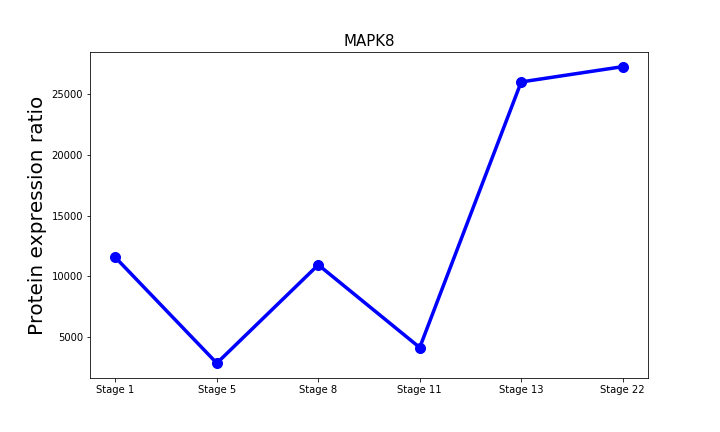 MAPK8
Protein expression ratio
25000
20000
15000
10000
5000
Stage 1
Stage 5
Stage 8
Stage 11
Stage 13
Stage 22